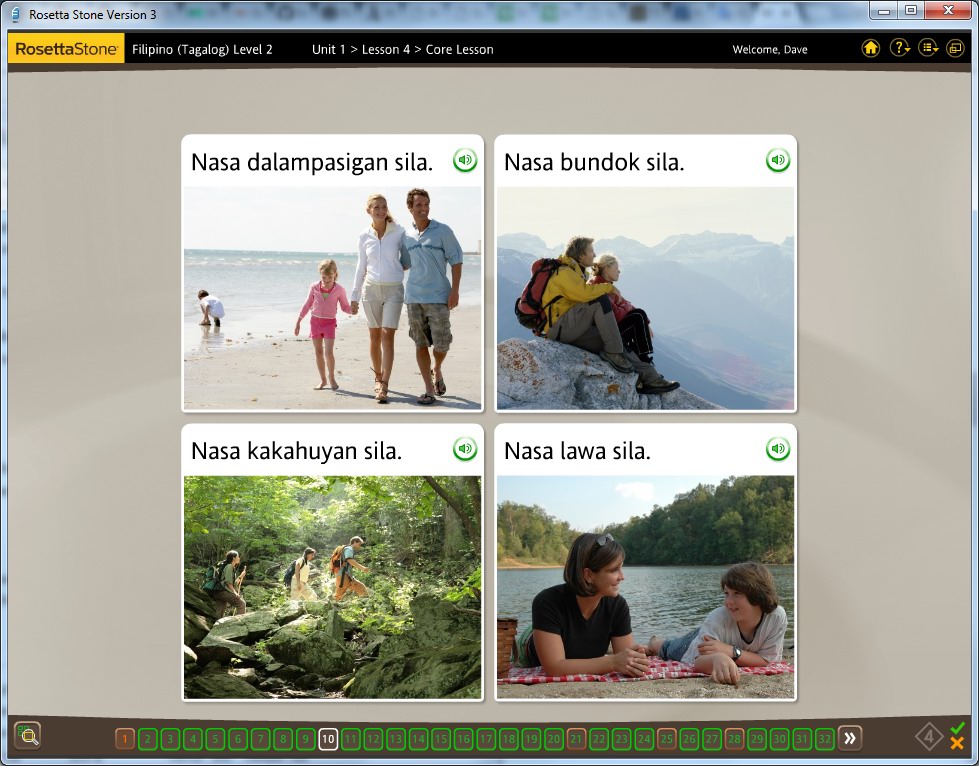 Rosetta Stone Version 3
RosettaStone
Filipino (Tagalog) Level 2
Unit 1 > Lesson 4 > Core Lesson
Welcome, Dave
?
Nasa dalampasigan sila.
Nasa bundok sila.
Nasa kakahuyan sila.
Nasa lawa sila.
1 2 3 4 5 6 7 8 9 10 11 12 13 14 15 16 17 18 19 20 21 22 23 24 25 26 27 28 29 30 31 32 »
4